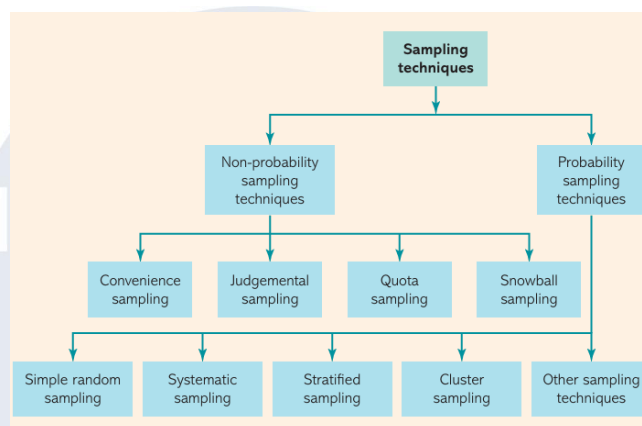 Sampling
techniques
Non-probability
sampling
techniques
Probability
sampling
techniques
Convenience
sampling
Judgemental
sampling
Quota
sampling
Snowball
sampling
Simple random
sampling
Systematic
sampling
Stratified
sampling
Cluster
sampling
Other sampling
techniques